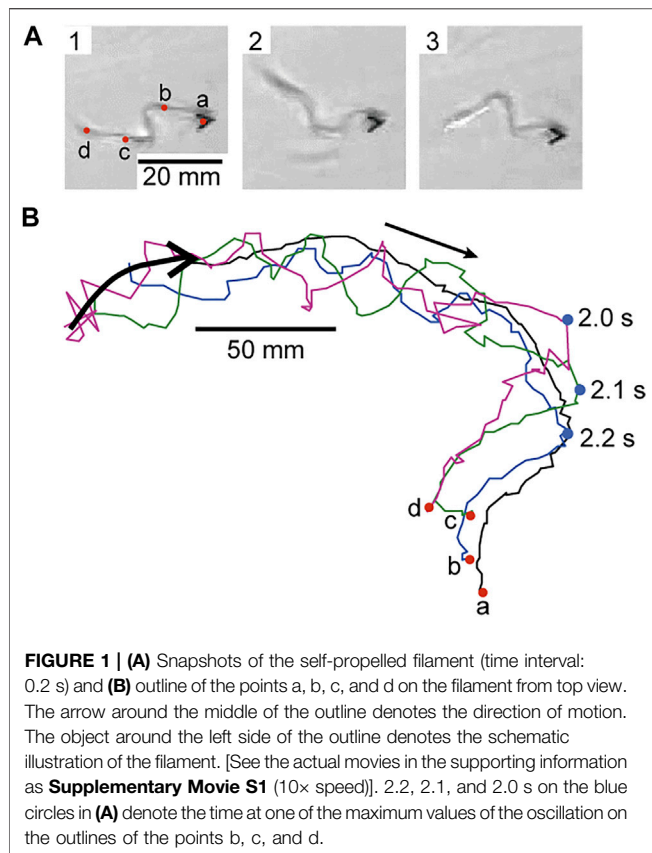 A
1
2
3
b
a
d
c
20 mm
B
50 mm
2.0 s
2.1 s
2.2 s
d
c
b
a
FIGURE 1 | (A) Snapshots of the self-propelled filament (time interval:
0.2 s) and (B) outline of the points a, b, c, and d on the filament from top view.
The arrow around the middle of the outline denotes the direction of motion.
The object around the left side of the outline denotes the schematic
illustration of the filament. [See the actual movies in the supporting information
as Supplementary Movie S1 (10× speed)]. 2.2, 2.1, and 2.0 s on the blue
circles in (A) denote the time at one of the maximum values of the oscillation on
the outlines of the points b, c, and d.